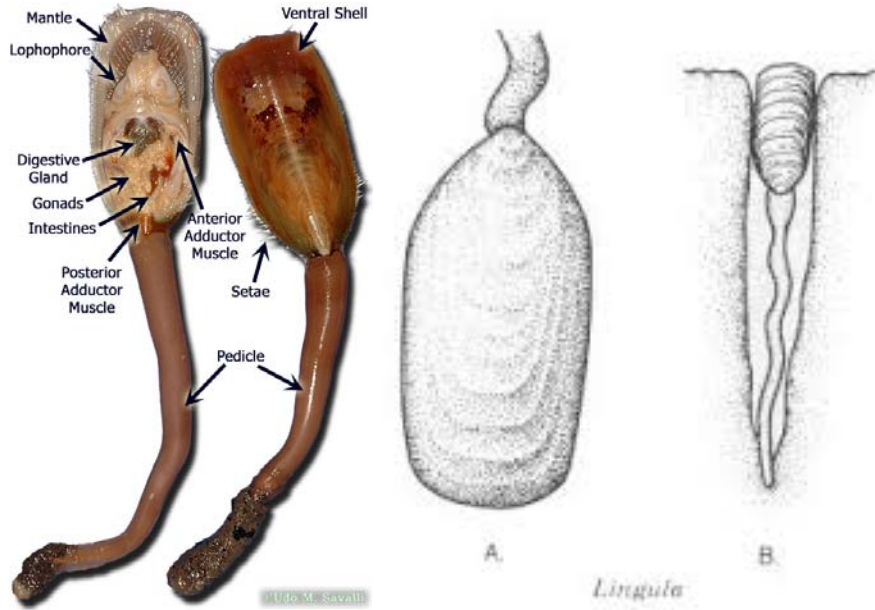 Mantle
Lophophore
Digestive
Gland
Gonads
Intestines
Posterior
Adductor
Muscle
Anterior
Adductor
Muscle
Ventral Shell
Setae
Pedicle
©Udo M. Savalli
A.
B.
Lingula